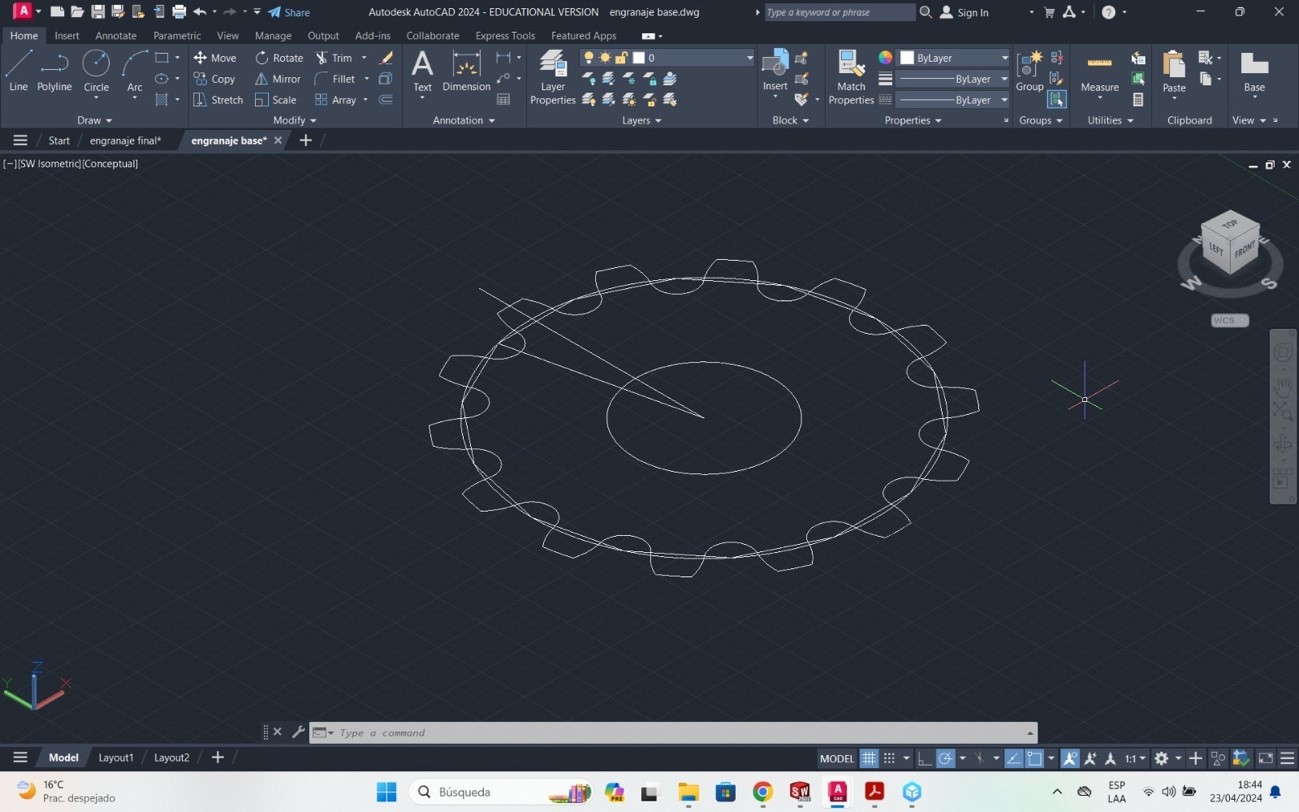 A Share Autodesk AutoCAD 2024 - EDUCATIONAL VERSION engranaje base.dwg Type a keyword or phrase Sign In
Home Insert Annotate Parametric View Manage Output Add-ins Collaborate Express Tools Featured Apps
Line Polyline Circle Arc
Move Rotate Trim
Copy Mirror Fillet
Stretch Scale Array
Text Dimension
Layer
Properties
0
Insert
Match
Properties
ByLayer
ByLayer
ByLayer
Group
Measure
Paste
Base
Draw Modify Annotation Layers Block Properties Groups Utilities Clipboard View
Start engranaje final* engranaje base*
[−][SW Isometric][Conceptual]
TOP
LEFT FRONT
N E
W S
WCS
Z
Y X
Type a command
Model Layout1 Layout2 MODEL 1:1
16°C
Prac. despejado
Búsqueda
PRE
SW
A
CAD
ESP
LAA
18:44
23/04/2024